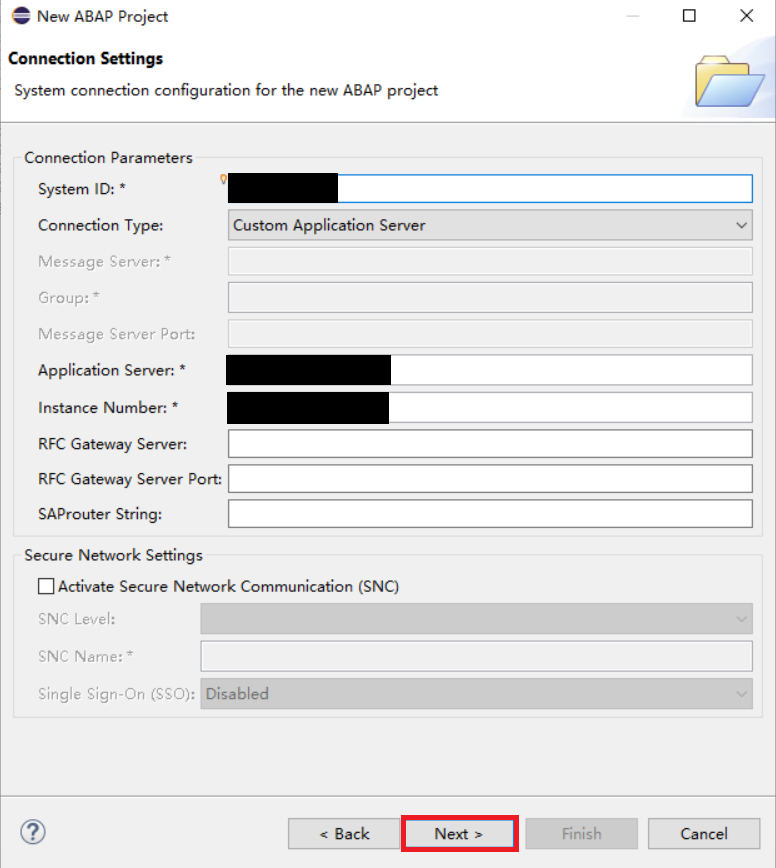 New ABAP Project
Connection Settings
System connection configuration for the new ABAP project
Connection Parameters
System ID: *
Connection Type: Custom Application Server
Message Server: *
Group: *
Message Server Port:
Application Server: *
Instance Number: *
RFC Gateway Server:
RFC Gateway Server Port:
SAProuter String:
Secure Network Settings
Activate Secure Network Communication (SNC)
SNC Level:
SNC Name: *
Single Sign-On (SSO): Disabled
? < Back Next > Finish Cancel